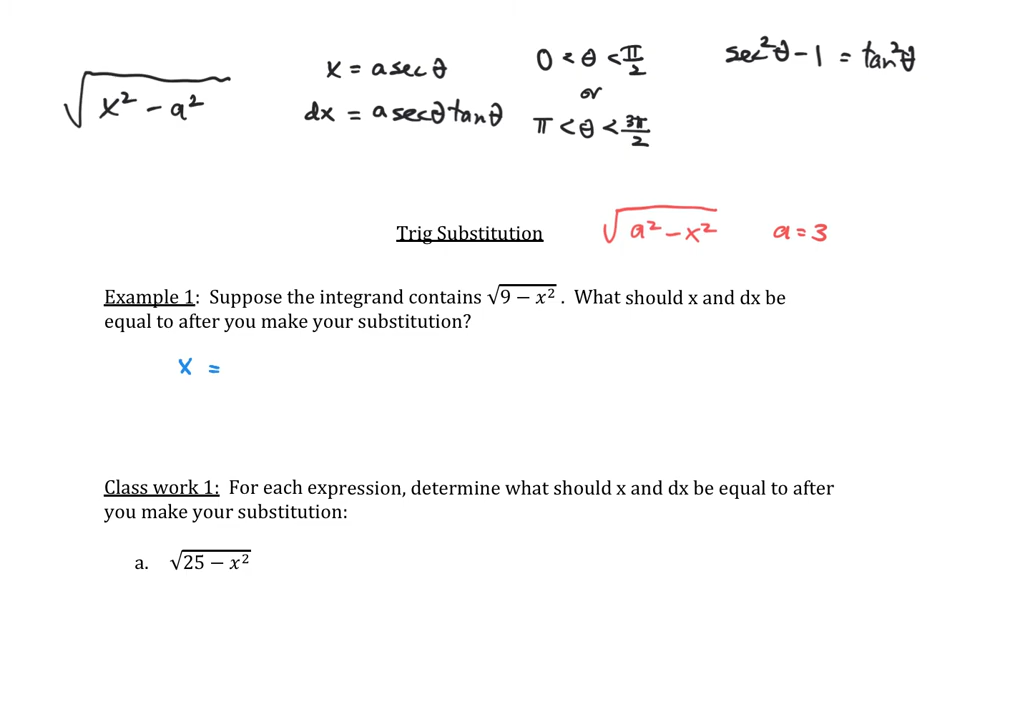 √(x² − a²)   x = a sec θ   0 < θ < π/2   sec²θ − 1 = tan²θ
or
dx = a secθ tanθ   π < θ < 3π/2
Trig Substitution   √(a² − x²)   a = 3
Example 1:  Suppose the integrand contains √(9 − x²) .  What should x and dx be
equal to after you make your substitution?
x =
Class work 1:  For each expression, determine what should x and dx be equal to after
you make your substitution:
a.   √(25 − x²)